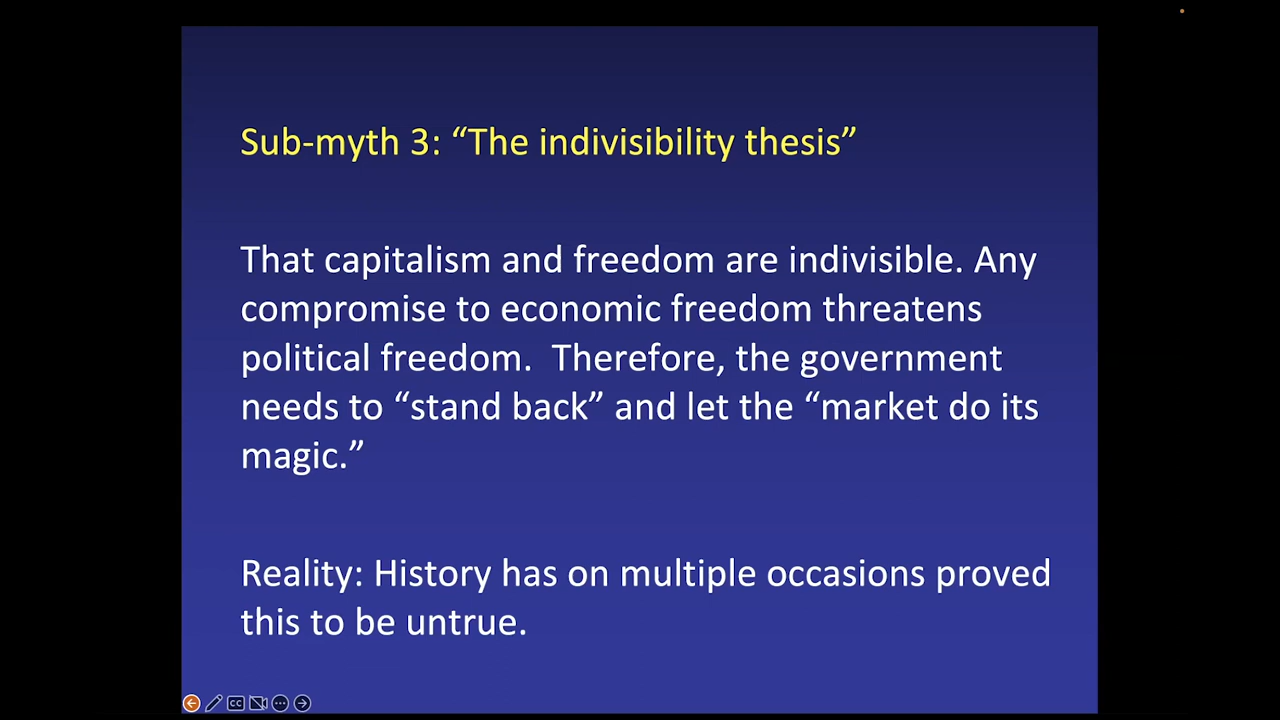 Sub-myth 3: “The indivisibility thesis”
That capitalism and freedom are indivisible. Any
compromise to economic freedom threatens
political freedom.  Therefore, the government
needs to “stand back” and let the “market do its
magic.”
Reality: History has on multiple occasions proved
this to be untrue.
CC